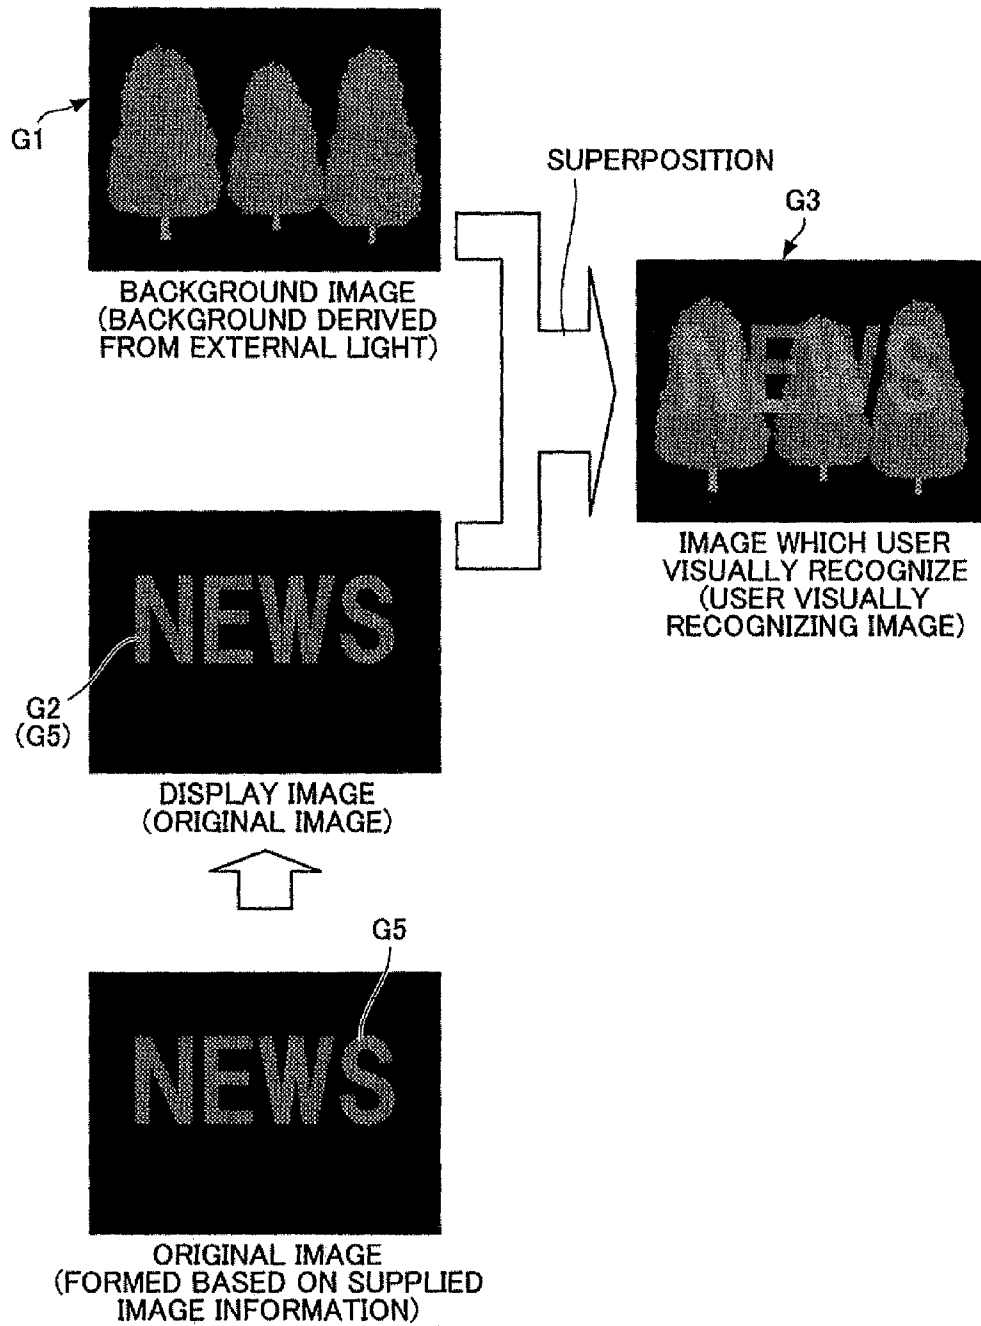 G1
BACKGROUND IMAGE
(BACKGROUND DERIVED
FROM EXTERNAL LIGHT)
SUPERPOSITION
G3
NEWS
IMAGE WHICH USER
VISUALLY RECOGNIZE
(USER VISUALLY
RECOGNIZING IMAGE)
NEWS
G2
(G5)
DISPLAY IMAGE
(ORIGINAL IMAGE)
G5
NEWS
ORIGINAL IMAGE
(FORMED BASED ON SUPPLIED
IMAGE INFORMATION)